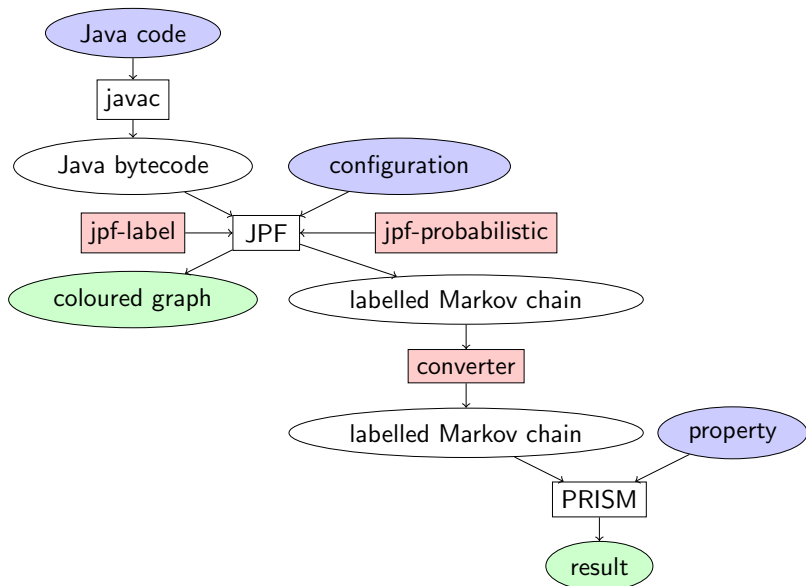 Java code
javac
Java bytecode
configuration
jpf-label
JPF
jpf-probabilistic
coloured graph
labelled Markov chain
converter
labelled Markov chain
property
PRISM
result